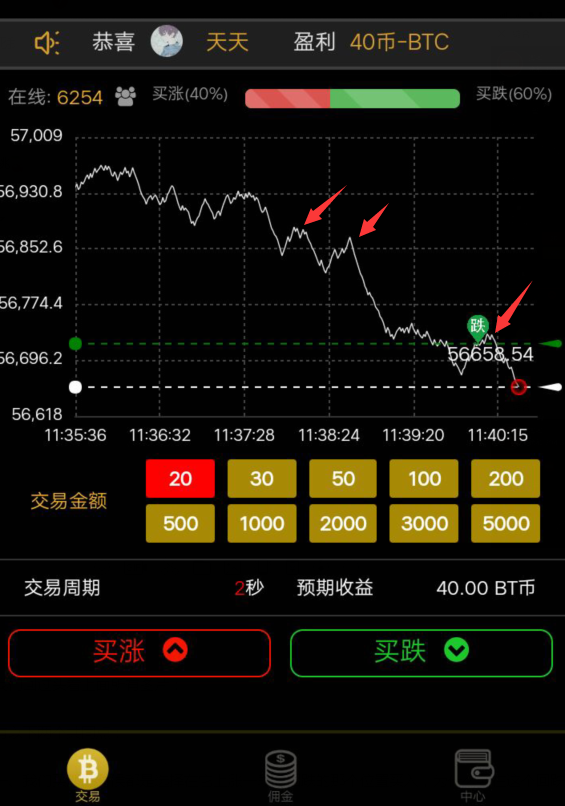 恭喜 天天 盈利 40币-BTC
在线: 6254 买涨(40%) 买跌(60%)
57,009
56,930.8
56,852.6
56,774.4
跌
56658.54
56,696.2
56,618
11:35:36 11:36:32 11:37:28 11:38:24 11:39:20 11:40:15
交易金额
20 30 50 100 200
500 1000 2000 3000 5000
交易周期 2秒 预期收益 40.00 BT币
买涨 买跌
交易 佣金 中心